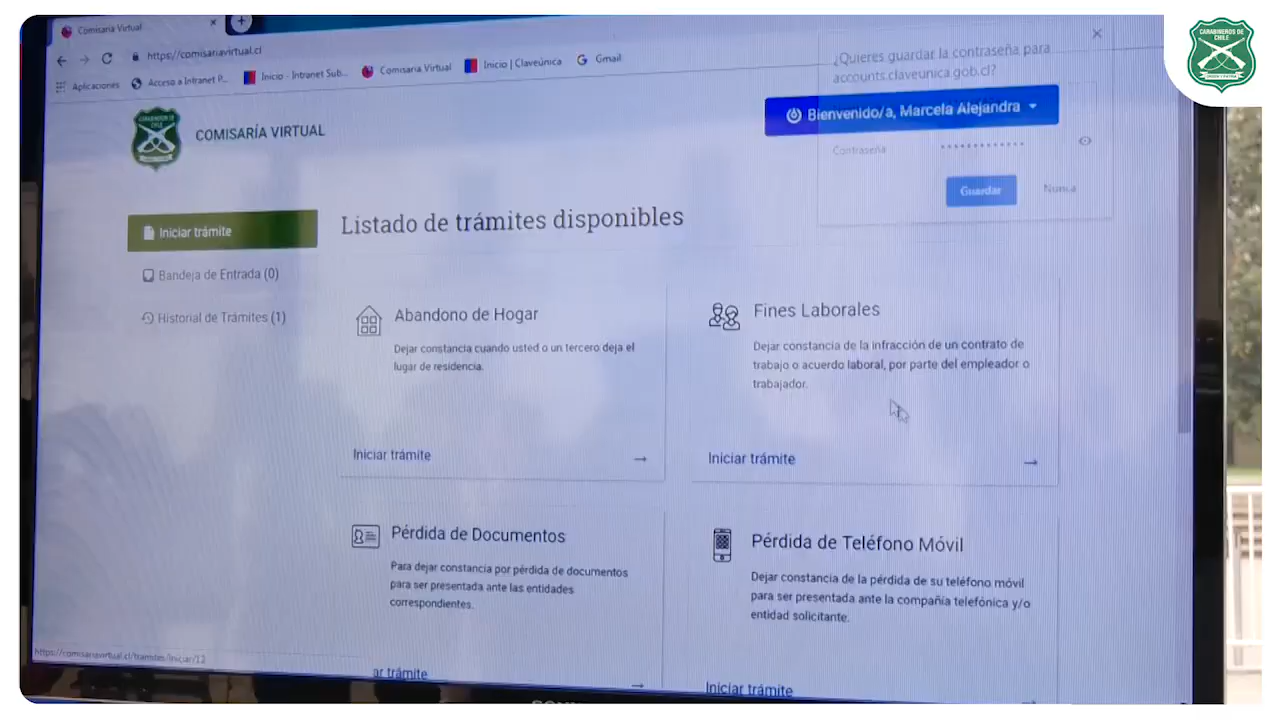 Comisaría Virtual
https://comisariavirtual.cl
Aplicaciones
Acceso a Intranet P...
Inicio - Intranet Sub...
Comisaría Virtual
Inicio | Claveúnica
Gmail
¿Quieres guardar la contraseña para
accounts.claveunica.gob.cl?
Bienvenido/a, Marcela Alejandra
Contraseña
Guardar
Nunca
CARABINEROS DE
CHILE
CARABINEROS DE
CHILE
COMISARÍA VIRTUAL
Iniciar trámite
Bandeja de Entrada (0)
Historial de Trámites (1)
Listado de trámites disponibles
Abandono de Hogar
Dejar constancia cuando usted o un tercero deja el
lugar de residencia.
Iniciar trámite
Fines Laborales
Dejar constancia de la infracción de un contrato de
trabajo o acuerdo laboral, por parte del empleador o
trabajador.
Iniciar trámite
Pérdida de Documentos
Para dejar constancia por pérdida de documentos
para ser presentada ante las entidades
correspondientes.
ar trámite
Pérdida de Teléfono Móvil
Dejar constancia de la pérdida de su teléfono móvil
para ser presentada ante la compañía telefónica y/o
entidad solicitante.
Iniciar trámite
https://comisariavirtual.cl/tramites/iniciar/12